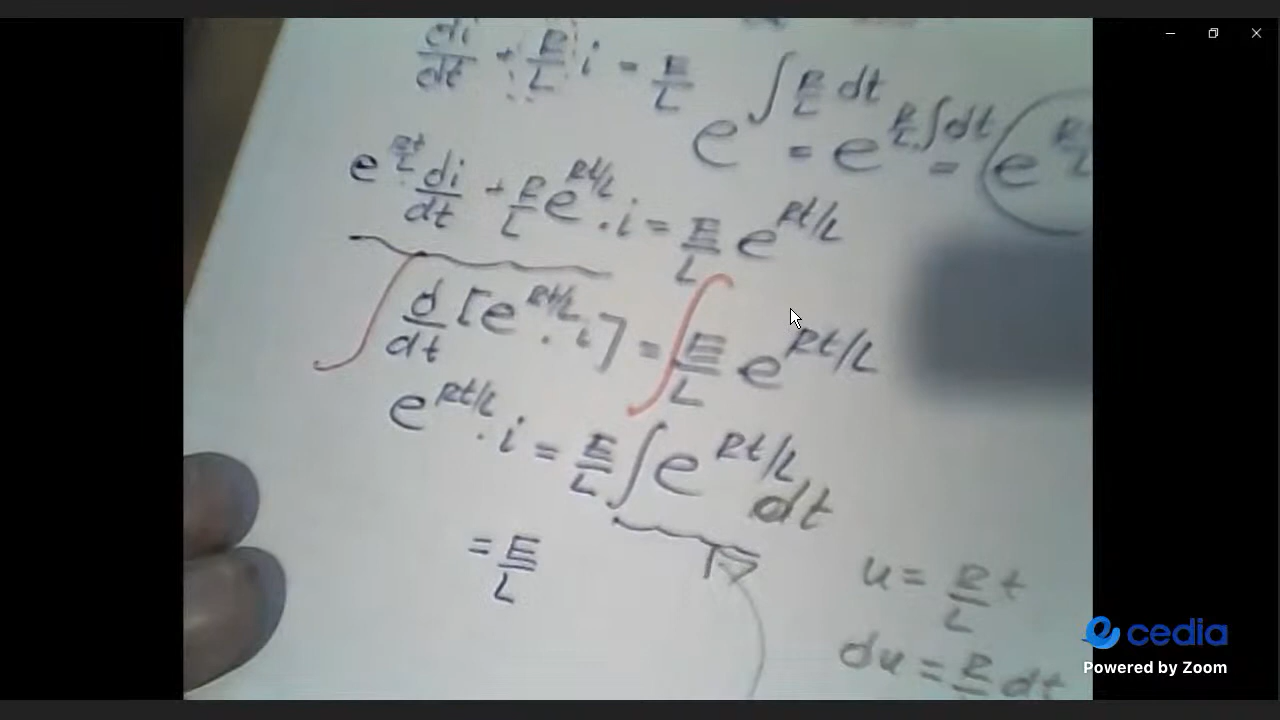 di/dt + R/L i = E/L
e^∫ R/L dt = e^R/L ∫dt = e^R/L
e^Rt/L di/dt + R/L e^Rt/L . i = E/L e^Rt/L
∫ d/dt [e^Rt/L . i] = ∫ E/L e^Rt/L
e^Rt/L . i = E/L ∫ e^Rt/L dt
= E/L
u = R/L t
du = R/L dt
cedia
Powered by Zoom